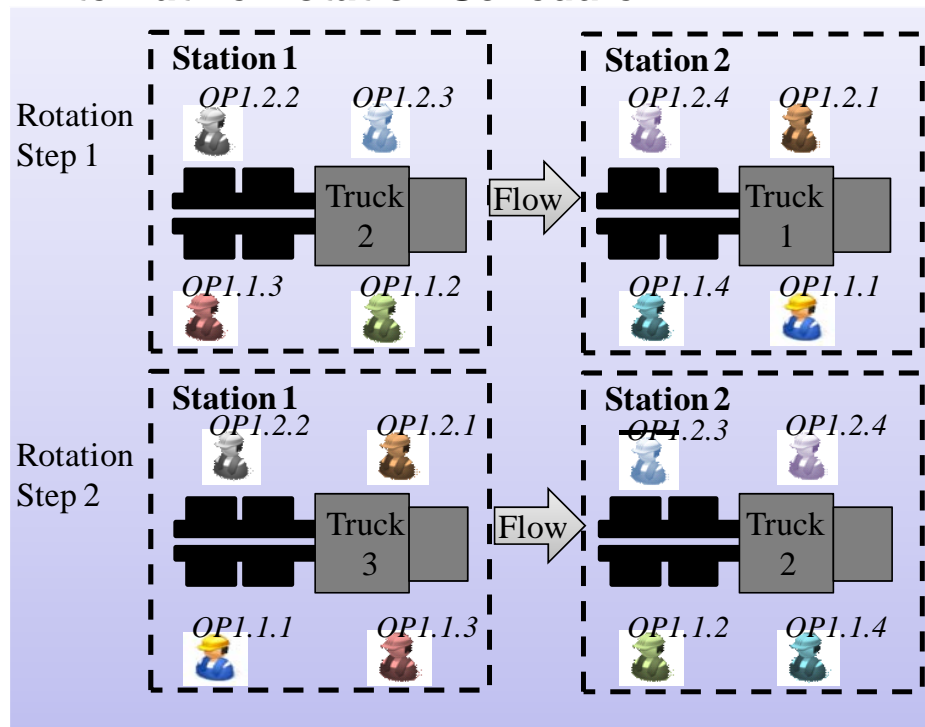 Station 1
OP1.2.2
OP1.2.3
Rotation
Step 1
Truck
2
OP1.1.3
OP1.1.2
Flow
Station 2
OP1.2.4
OP1.2.1
Truck
1
OP1.1.4
OP1.1.1
Station 1
OP1.2.2
OP1.2.1
Rotation
Step 2
Truck
3
OP1.1.1
OP1.1.3
Flow
Station 2
OP1.2.3
OP1.2.4
Truck
2
OP1.1.2
OP1.1.4